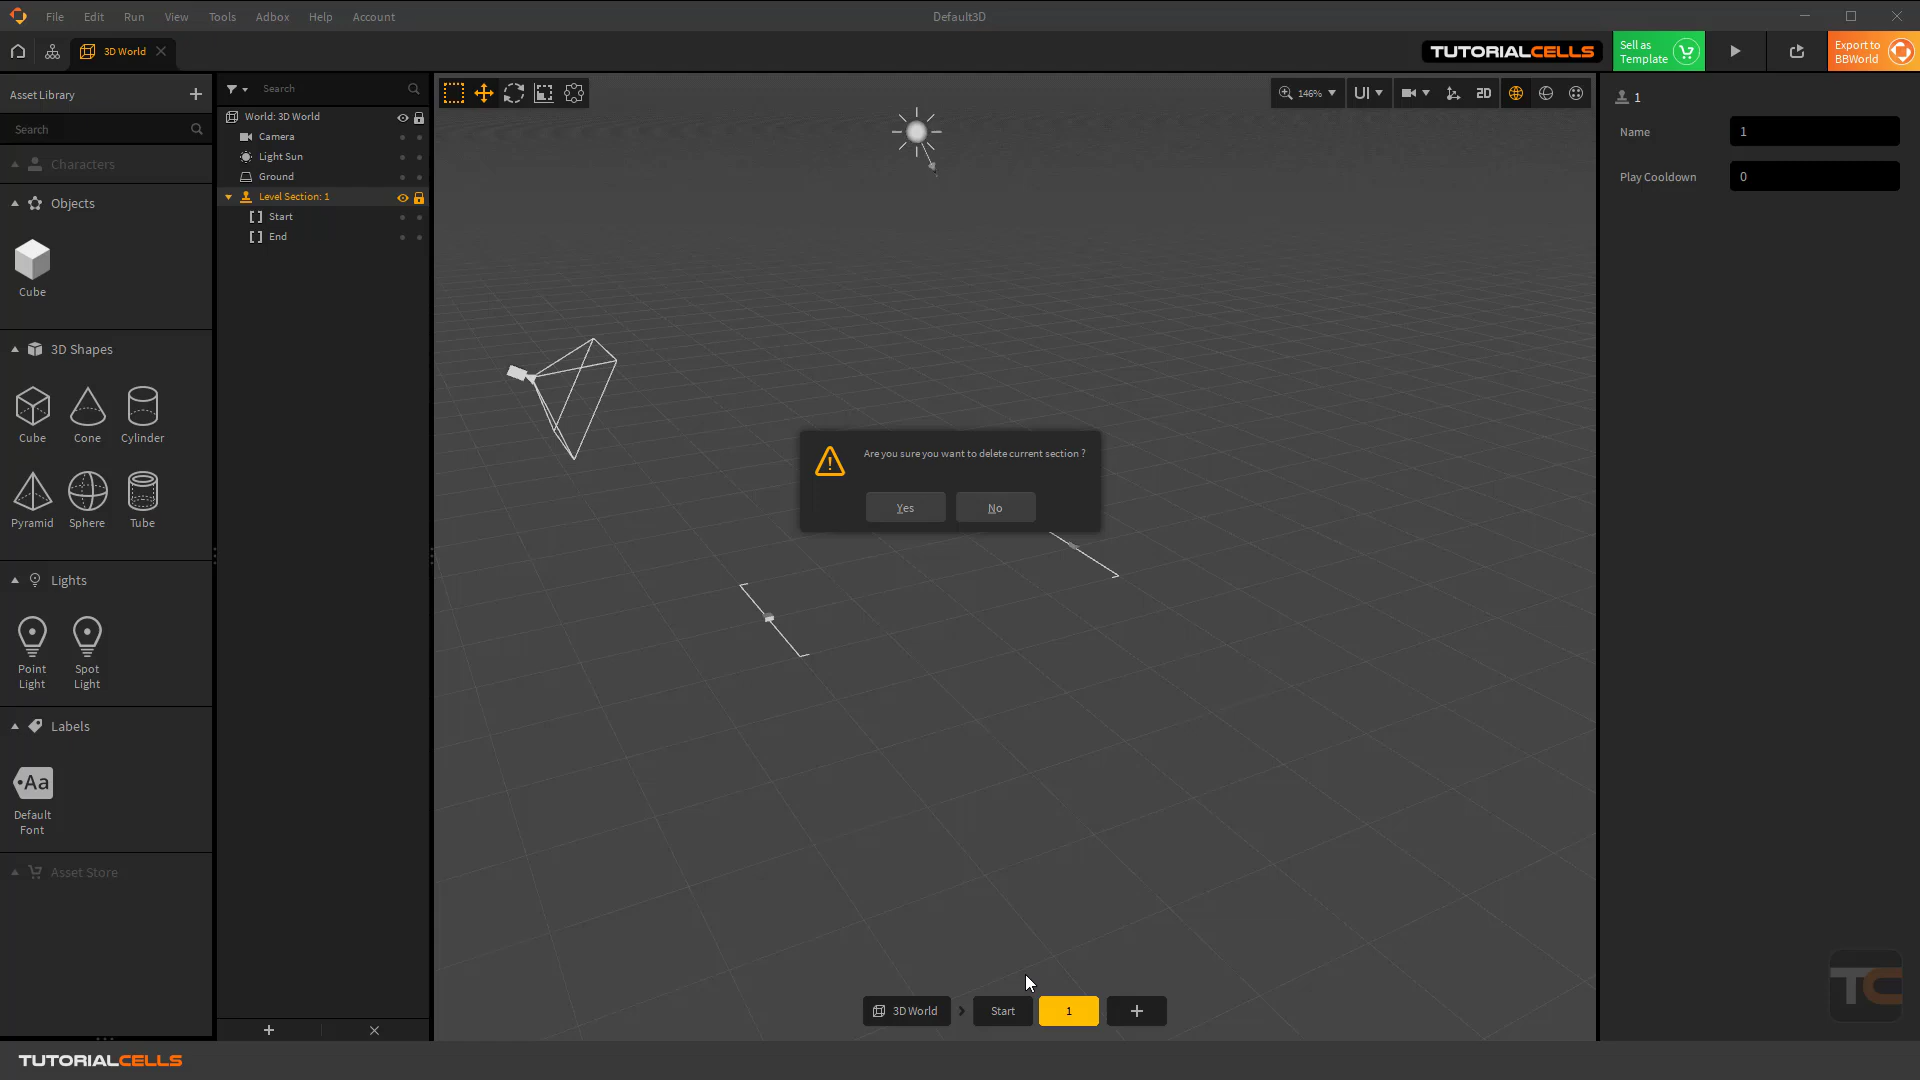 File Edit Run View Tools Adbox Help Account
Default3D
3D World
TUTORIALCELLS
Sell as
Template
Export to
BBWorld
Asset Library
Search
Characters
Objects
Cube
3D Shapes
Cube Cone Cylinder
Pyramid Sphere Tube
Lights
Point
Light
Spot
Light
Labels
Aa
Default
Font
Asset Store
Search
World: 3D World
Camera
Light Sun
Ground
Level Section: 1
Start
End
146%
UI
2D
Are you sure you want to delete current section ?
Yes No
3D World
Start
1
1
Name 1
Play Cooldown 0
TC
TUTORIALCELLS